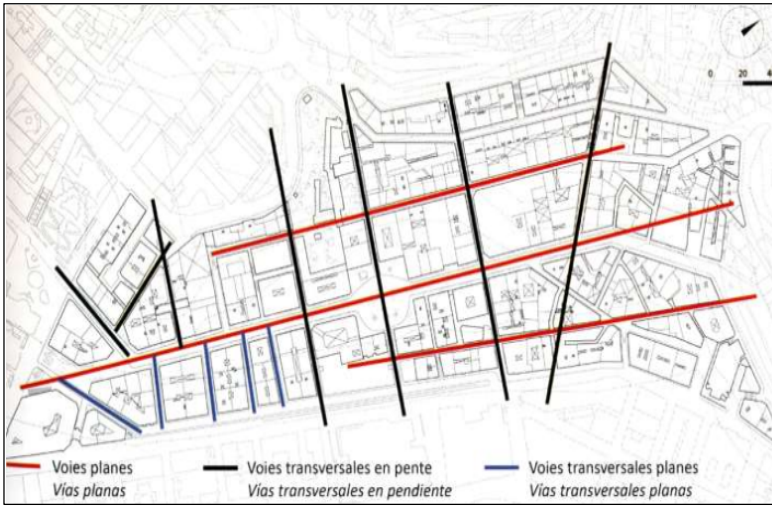 0 20 4
Voies planes
Vías planas
Voies transversales en pente
Vías transversales en pendiente
Voies transversales planes
Vías transversales planas